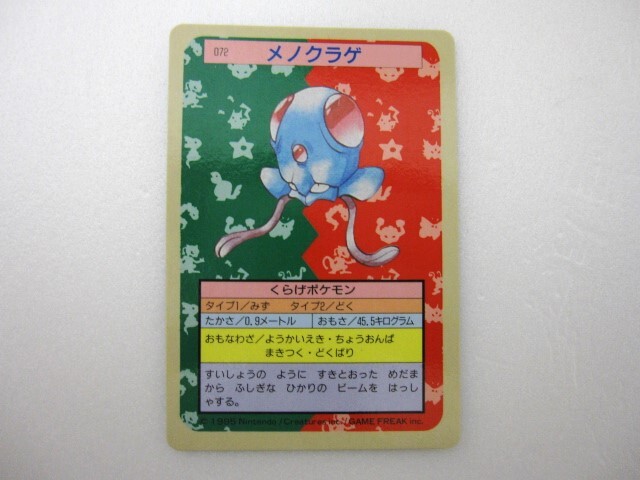 072 メノクラゲ
くらげポケモン
タイプ1/みず タイプ2/どく
たかさ/0.9メートル おもさ/45.5キログラム
おもなわざ/ようかいえき・ちょうおんぱ
まきつく・どくばり
すいしょうの ように すきとおった めだま
から ふしぎな ひかりの ビームを はっし
ゃする。
© 1995 Nintendo/Creatures inc./GAME FREAK inc.